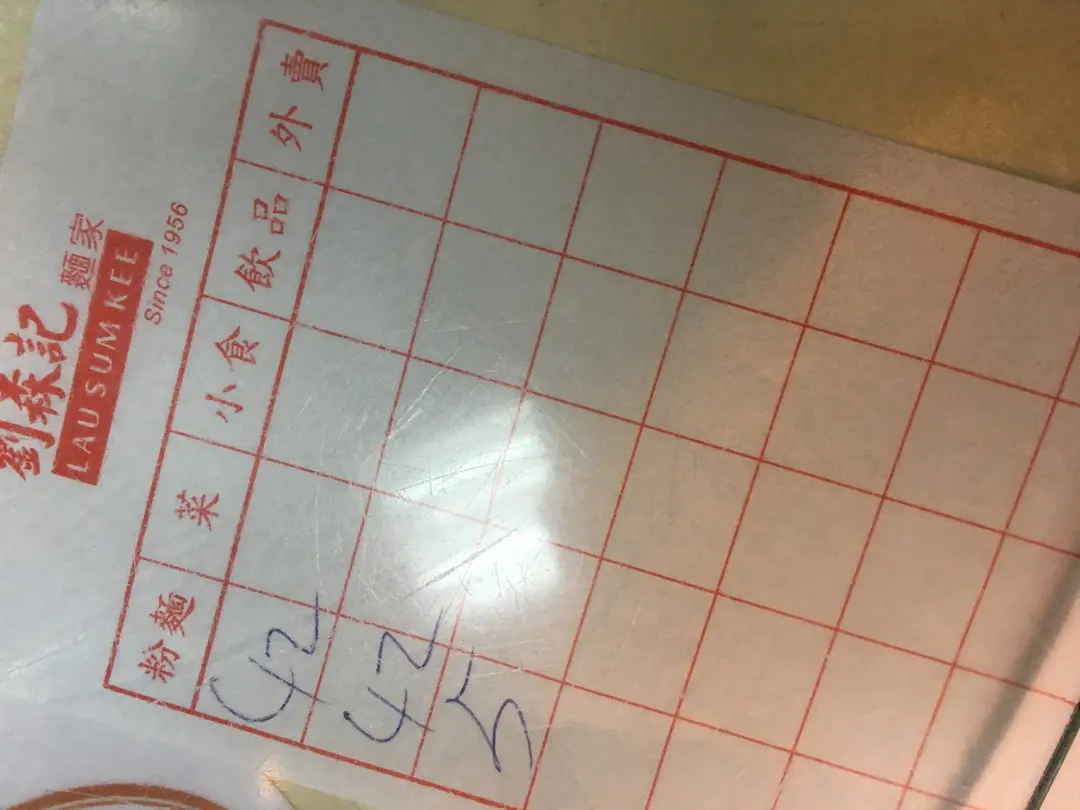 劉森記 麵家
LAU SUM KEE
Since 1956
粉麵 菜 小食 飲品 外賣
42
42
5